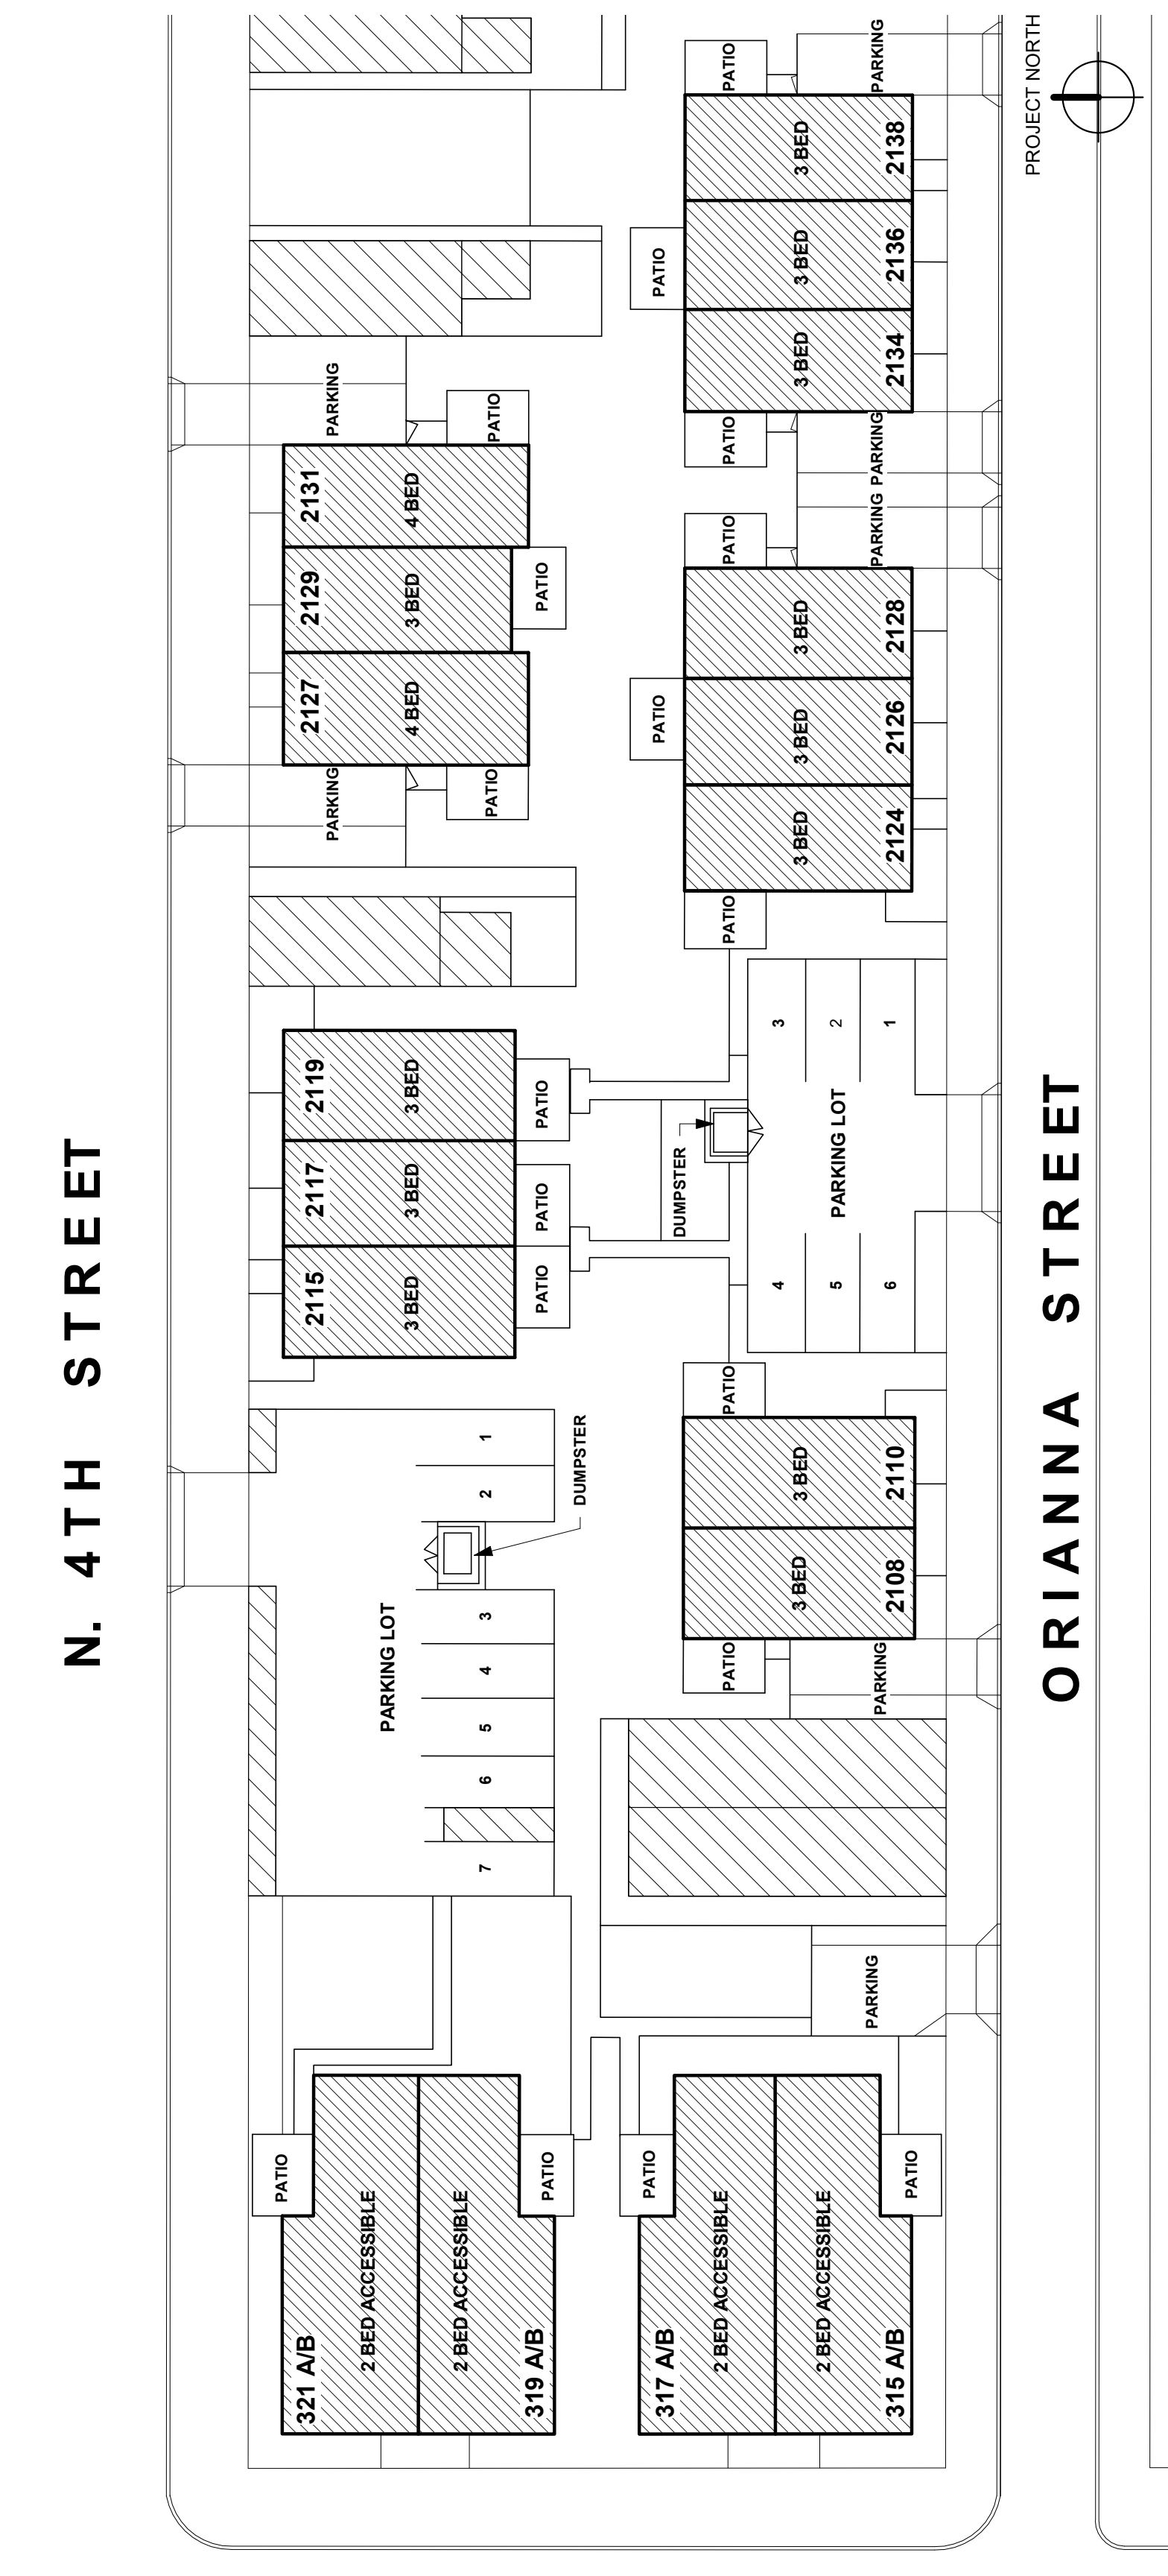 N. 4TH STREET
PARKING
PATIO
2131
4 BED
2129
3 BED
PATIO
2127
4 BED
PATIO
PARKING
2119
3 BED
PATIO
2117
3 BED
PATIO
2115
3 BED
PATIO
1
2
DUMPSTER
PARKING LOT
3
4
5
6
7
PATIO
321 A/B
2 BED ACCESSIBLE
2 BED ACCESSIBLE
319 A/B
PATIO
PATIO
317 A/B
2 BED ACCESSIBLE
2 BED ACCESSIBLE
315 A/B
PATIO
PARKING
PARKING
PATIO
3 BED
2108
3 BED
2110
PATIO
4
5
6
PARKING LOT
DUMPSTER
3
2
1
PATIO
3 BED
2124
3 BED
2126
PATIO
3 BED
2128
PATIO
PARKING
PARKING
PATIO
3 BED
2134
3 BED
2136
PATIO
3 BED
2138
PATIO
PARKING
PROJECT NORTH
ORIANNA STREET